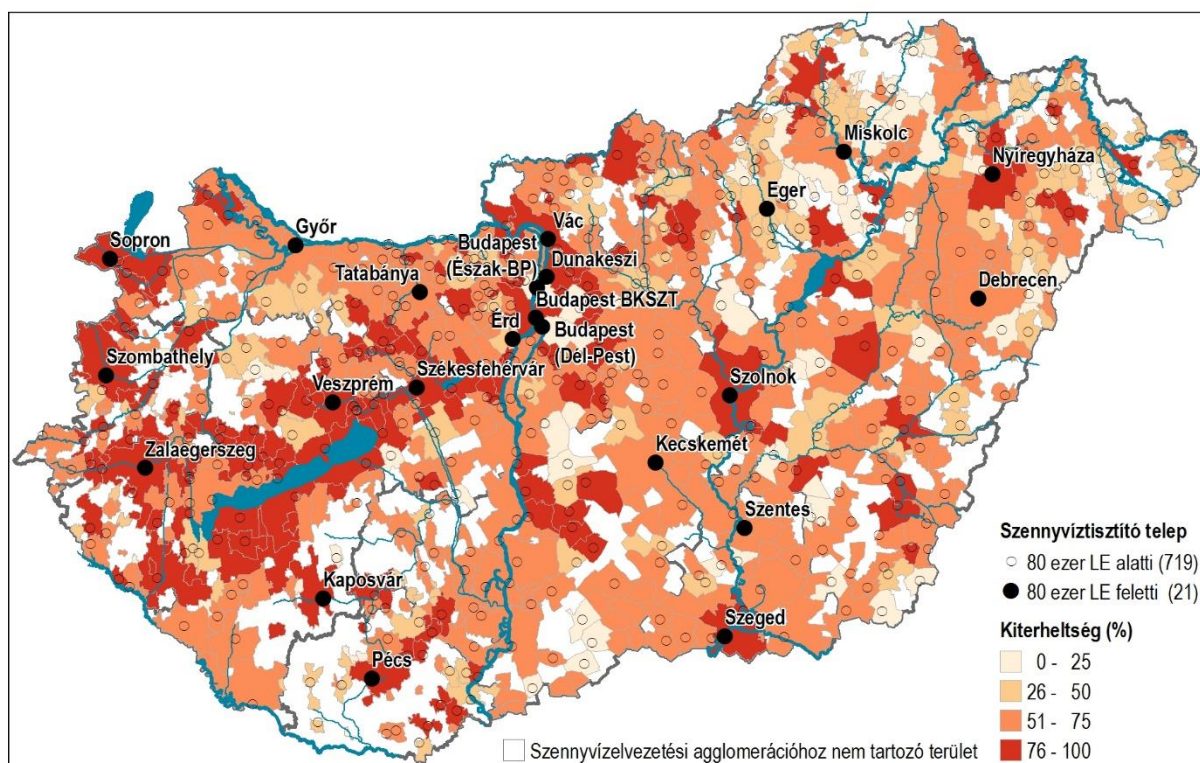 Miskolc
Nyíregyháza
Eger
Vác
Győr
Sopron
Budapest
(Észak-BP)
Dunakeszi
Tatabánya
Debrecen
Budapest BKSZT
Érd
Budapest
(Dél-Pest)
Szombathely
Székesfehérvár
Veszprém
Szolnok
Zalaegerszeg
Kecskemét
Szentes
Kaposvár
Szeged
Pécs
Szennyvíztisztító telep
80 ezer LE alatti (719)
80 ezer LE feletti (21)
Kiterheltség (%)
0 - 25
26 - 50
51 - 75
76 - 100
Szennyvízelvezetési agglomerációhoz nem tartozó terület